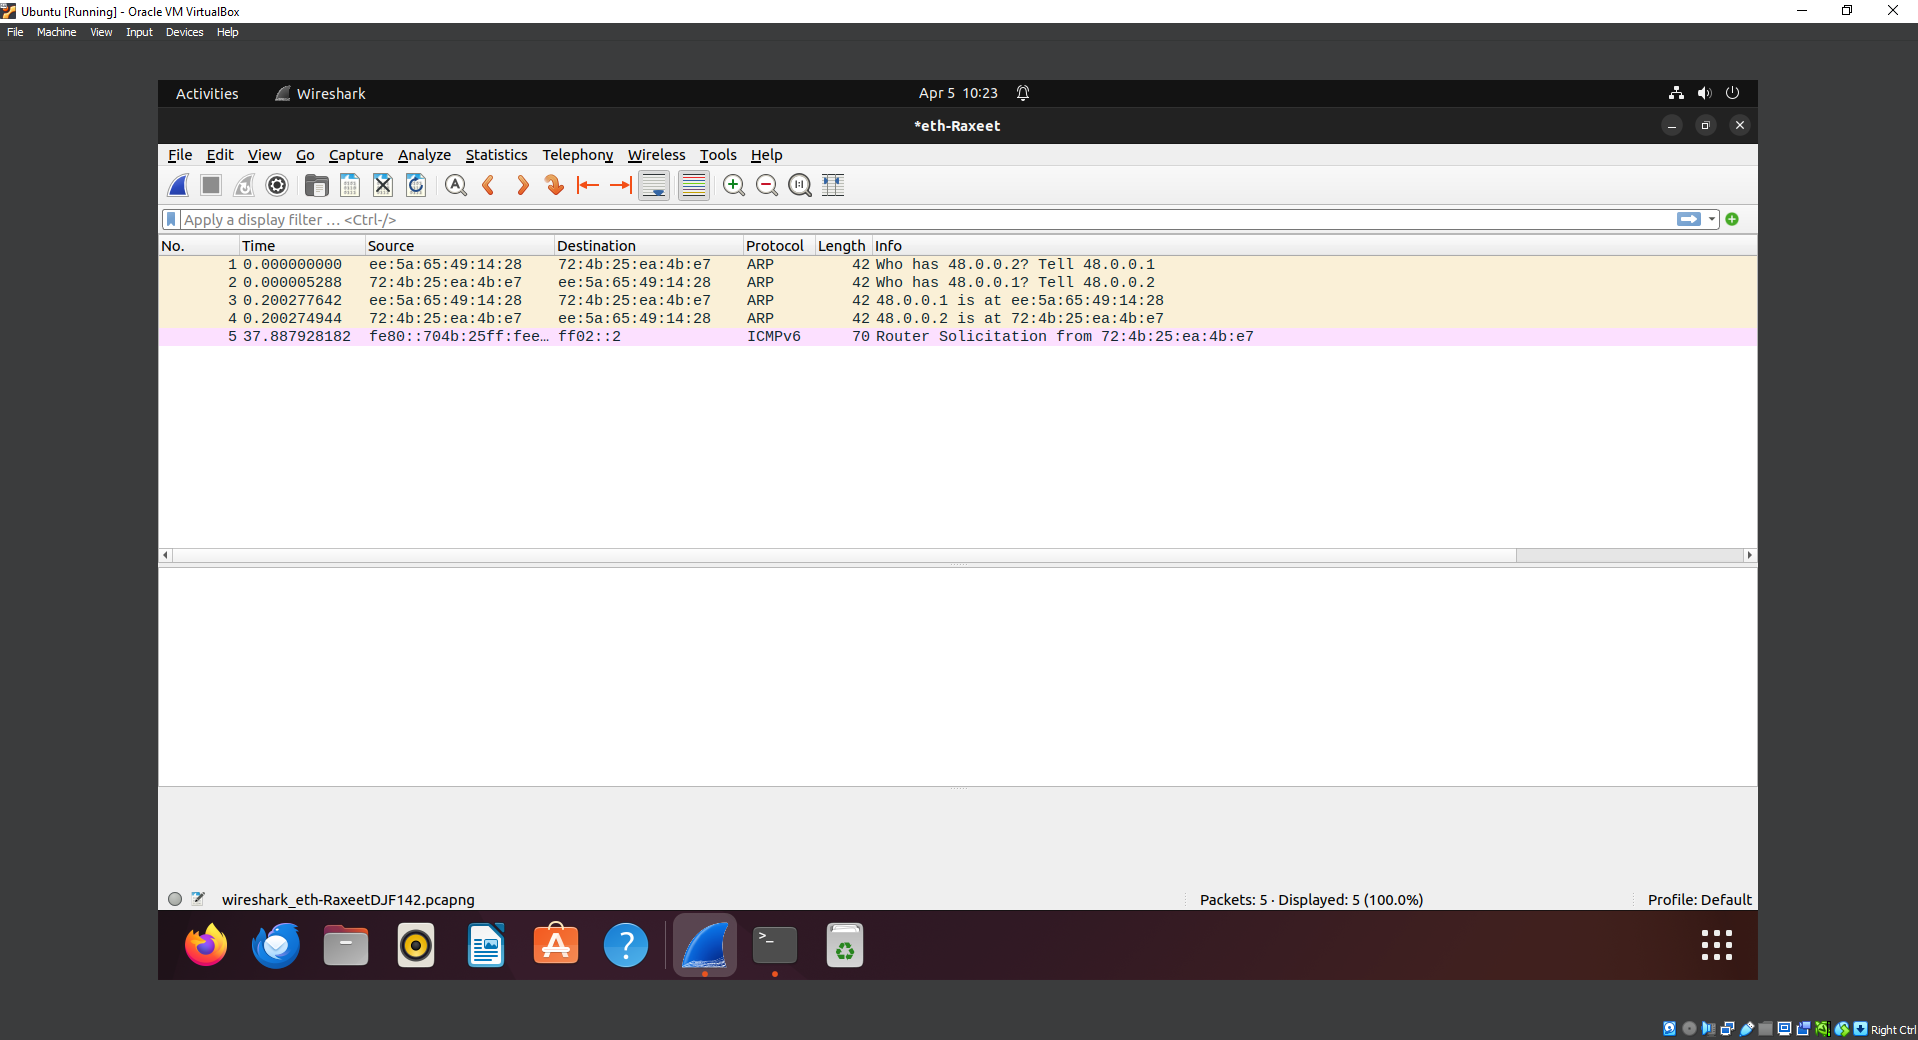 Ubuntu [Running] - Oracle VM VirtualBox
File Machine View Input Devices Help
Activities Wireshark Apr 5 10:23
*eth-Raxeet
File Edit View Go Capture Analyze Statistics Telephony Wireless Tools Help
Apply a display filter … <Ctrl-/>
No. Time Source Destination Protocol Length Info
1 0.000000000 ee:5a:65:49:14:28 72:4b:25:ea:4b:e7 ARP 42 Who has 48.0.0.2? Tell 48.0.0.1
2 0.000005288 72:4b:25:ea:4b:e7 ee:5a:65:49:14:28 ARP 42 Who has 48.0.0.1? Tell 48.0.0.2
3 0.200277642 ee:5a:65:49:14:28 72:4b:25:ea:4b:e7 ARP 42 48.0.0.1 is at ee:5a:65:49:14:28
4 0.200274944 72:4b:25:ea:4b:e7 ee:5a:65:49:14:28 ARP 42 48.0.0.2 is at 72:4b:25:ea:4b:e7
5 37.887928182 fe80::704b:25ff:fee… ff02::2 ICMPv6 70 Router Solicitation from 72:4b:25:ea:4b:e7
wireshark_eth-RaxeetDJF142.pcapng Packets: 5 · Displayed: 5 (100.0%) Profile: Default
Right Ctrl